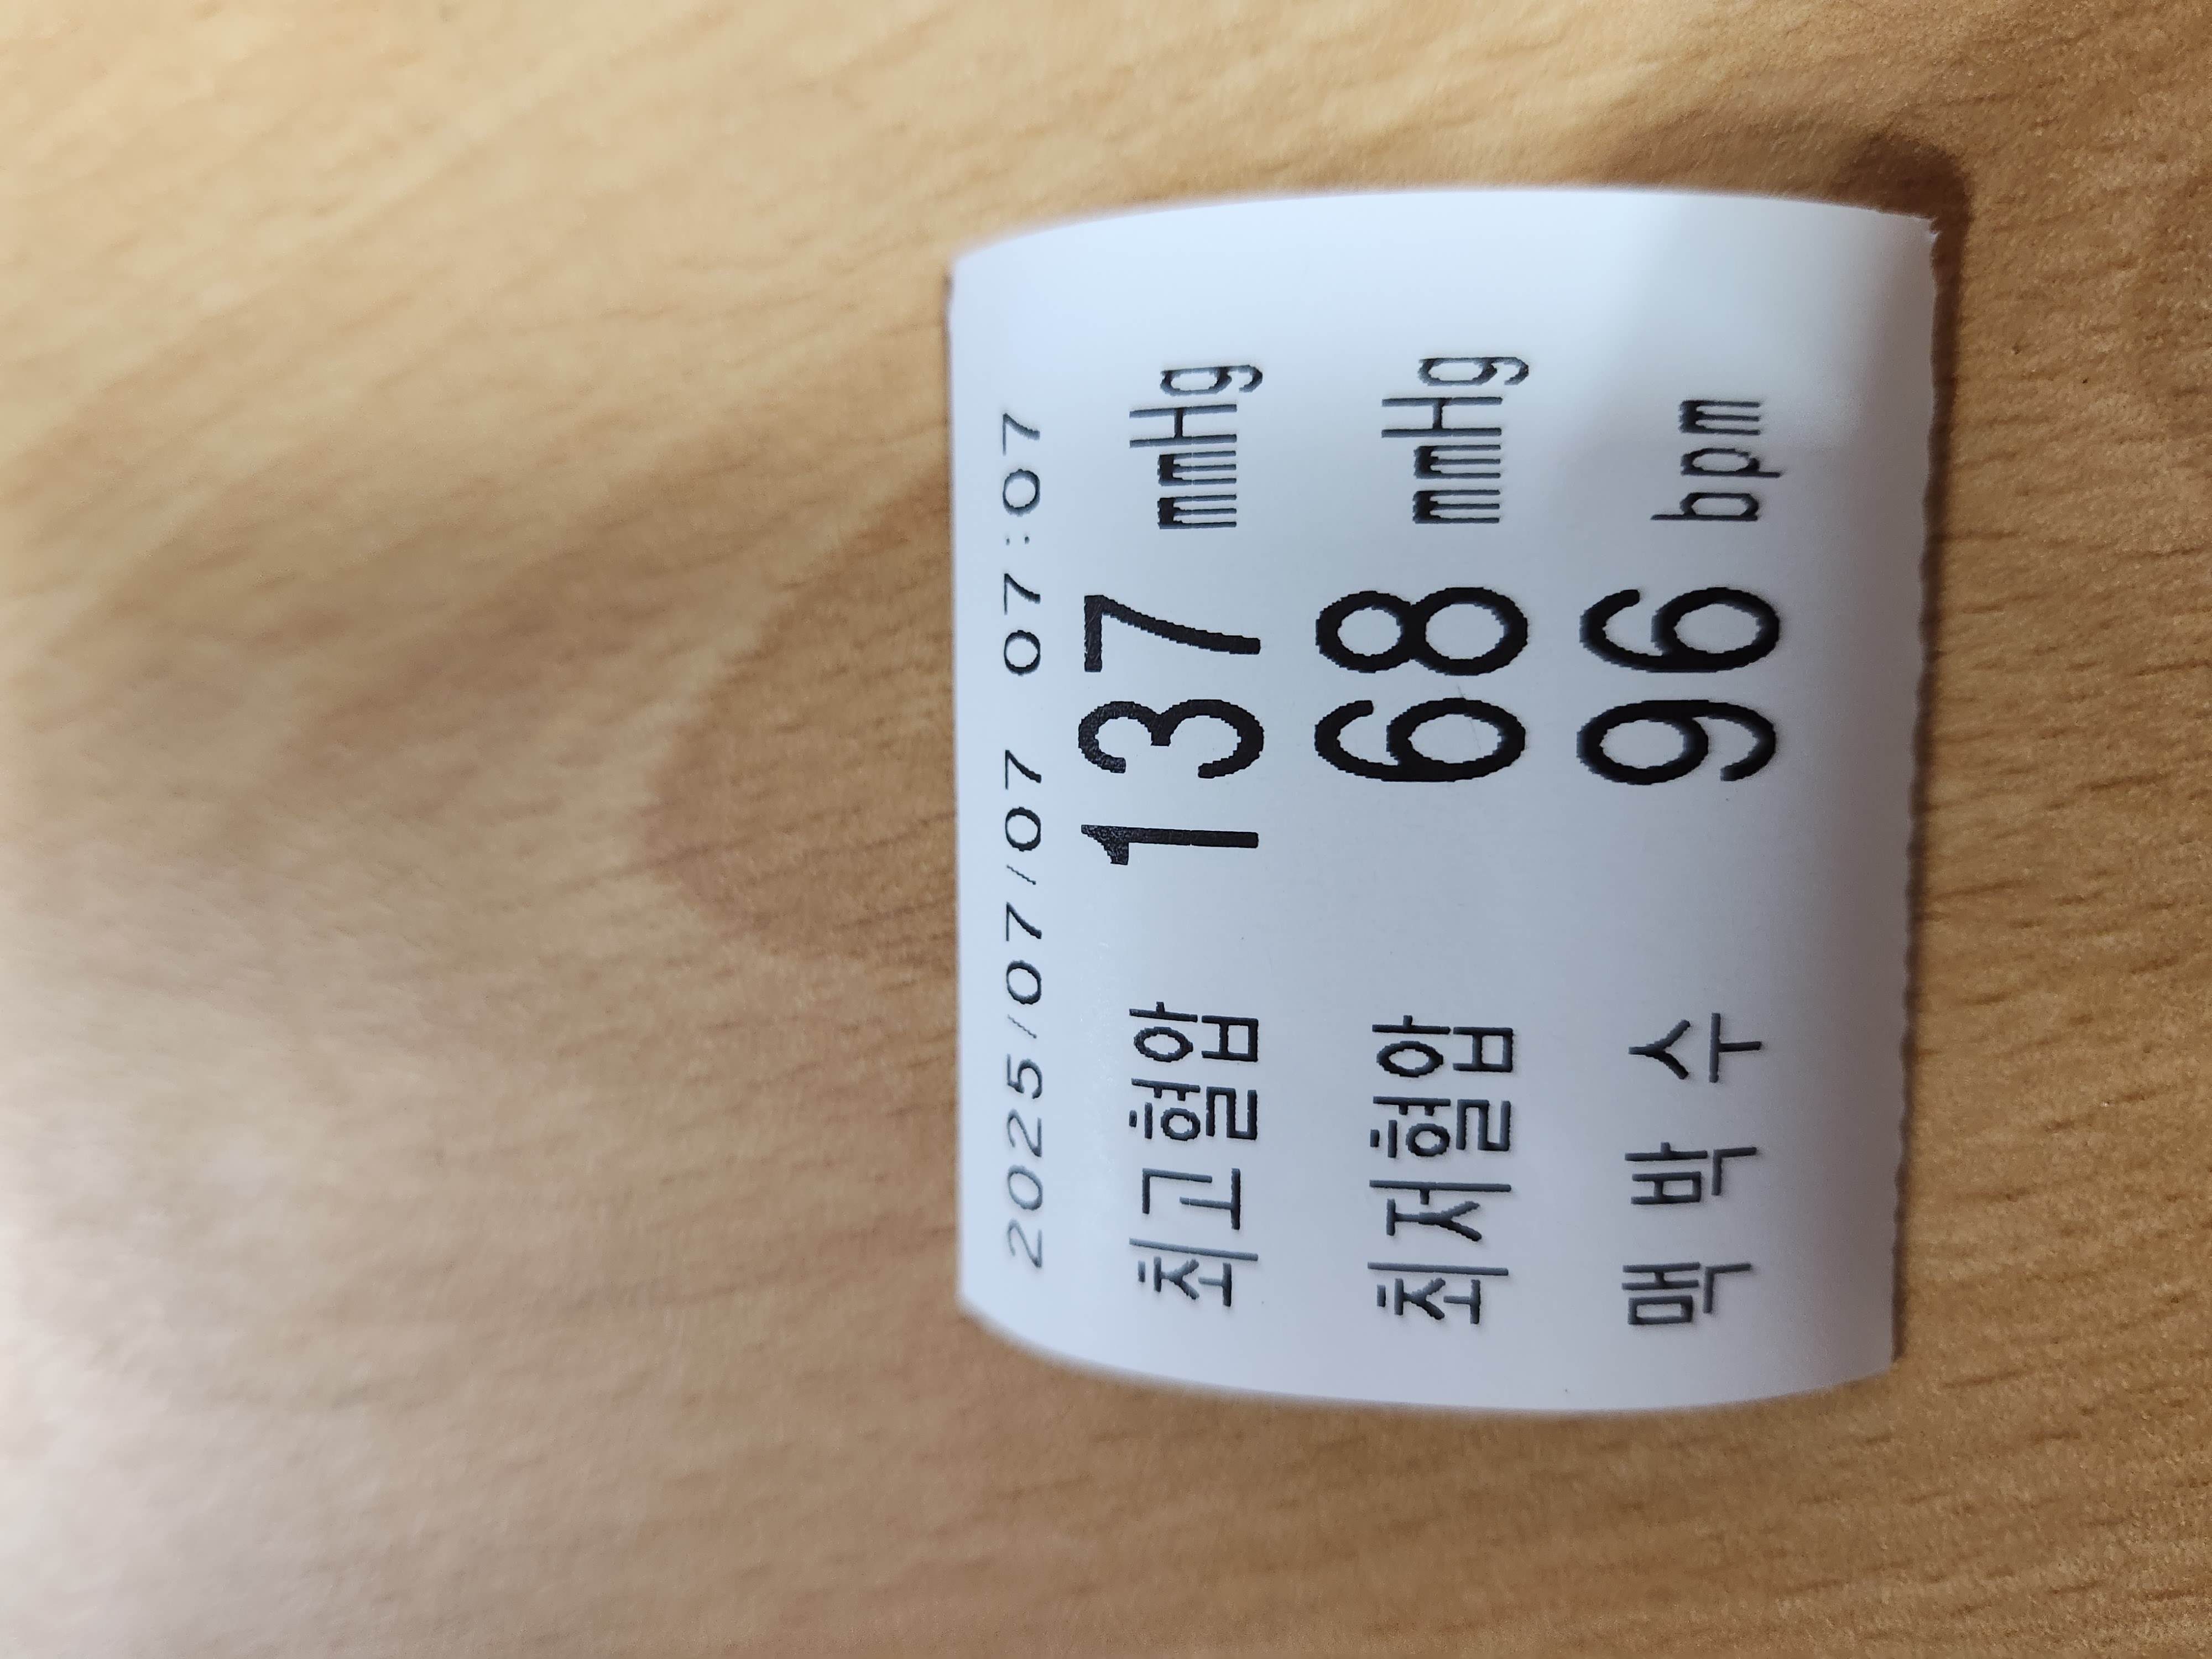 2025/07/07 07:07
최고혈압 137 mmHg
최저혈압 68 mmHg
맥 박 수 96 bpm